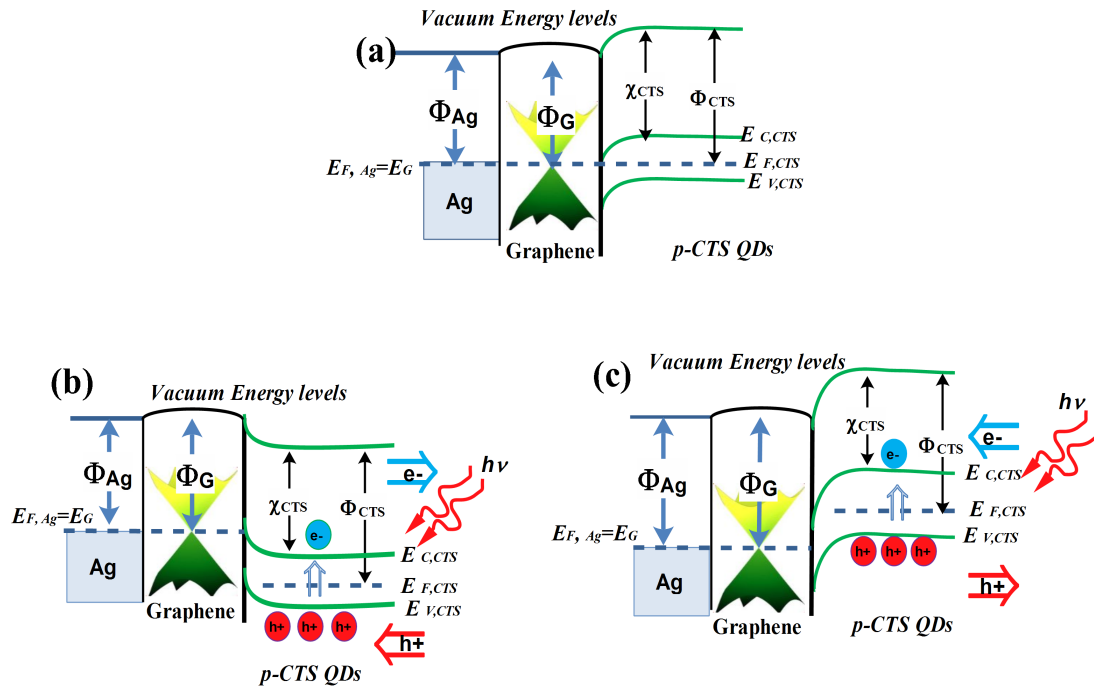 Vacuum Energy levels
(a)
ΦAg
ΦG
χCTS
ΦCTS
E C,CTS
EF, Ag=EG
E F,CTS
E V,CTS
Ag
Graphene
p-CTS QDs
(b)
Vacuum Energy levels
ΦAg
ΦG
χCTS
ΦCTS
e-
hν
EF, Ag=EG
e-
E C,CTS
Ag
E F,CTS
E V,CTS
Graphene
h+ h+ h+
h+
p-CTS QDs
(c)
Vacuum Energy levels
hν
χCTS
ΦCTS
e-
e-
ΦAg
ΦG
E C,CTS
E F,CTS
EF, Ag=EG
E V,CTS
h+ h+ h+
Ag
h+
Graphene
p-CTS QDs